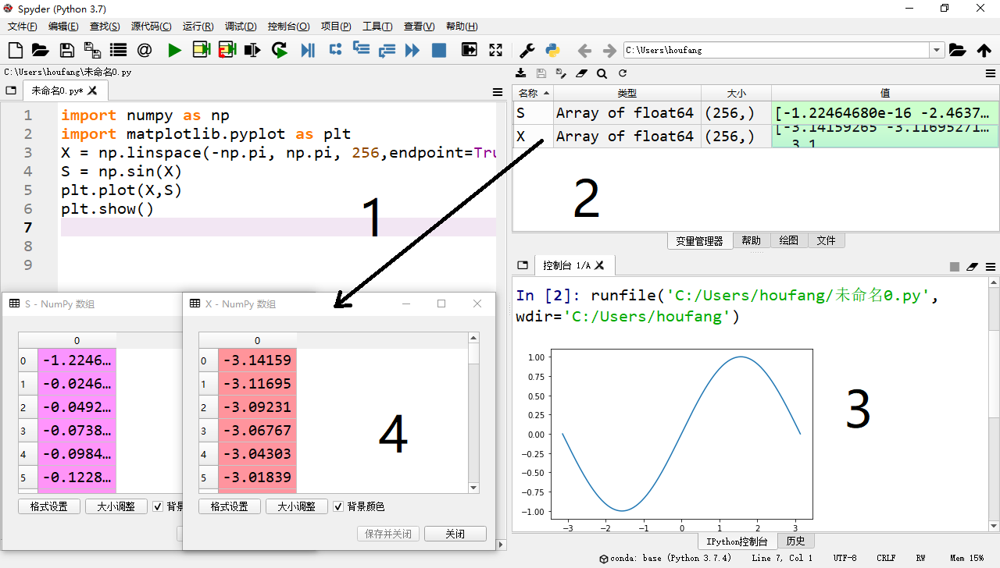 Spyder (Python 3.7)
文件(F) 编辑(E) 查找(S) 源代码(C) 运行(R) 调试(D) 控制台(O) 项目(P) 工具(T) 查看(V) 帮助(H)
C:\Users\houfang
C:\Users\houfang\未命名0.py
未命名0.py*
1 import numpy as np
2 import matplotlib.pyplot as plt
3 X = np.linspace(-np.pi, np.pi, 256,endpoint=Tru
4 S = np.sin(X)
5 plt.plot(X,S)
6 plt.show()
7
8
9
1
名称 类型 大小 值
S Array of float64 (256,) [-1.22464680e-16 -2.4637…
X Array of float64 (256,) [-3.14159265 -3.11695271…
3.1
2
变量管理器 帮助 绘图 文件
控制台 1/A
In [2]: runfile('C:/Users/houfang/未命名0.py',
wdir='C:/Users/houfang')
1.00
0.75
0.50
0.25
0.00
−0.25
−0.50
−0.75
−1.00
−3 −2 −1 0 1 2 3
3
IPython控制台 历史
S - NumPy 数组
0
0 -1.2246…
1 -0.0246…
2 -0.0492…
3 -0.0738…
4 -0.0984…
5 -0.1228…
格式设置 大小调整 背景
X - NumPy 数组
0
0 -3.14159
1 -3.11695
2 -3.09231
3 -3.06767
4 -3.04303
5 -3.01839
4
格式设置 大小调整 背景颜色
保存并关闭 关闭
conda: base (Python 3.7.4) Line 7, Col 1 UTF-8 CRLF RW Mem 15%